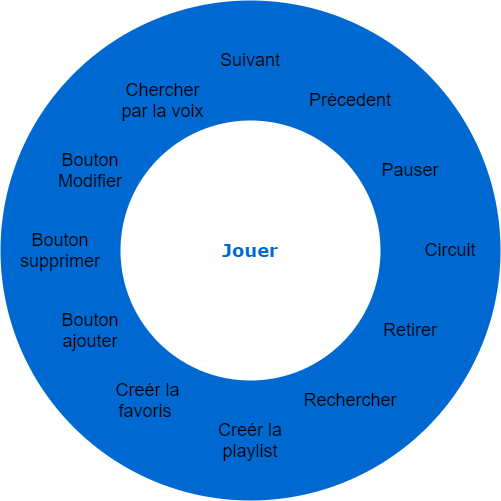 Suivant
Précedent
Pauser
Circuit
Retirer
Rechercher
Creér la
playlist
Creér la
favoris
Bouton
ajouter
Bouton
supprimer
Bouton
Modifier
Chercher
par la voix
Jouer